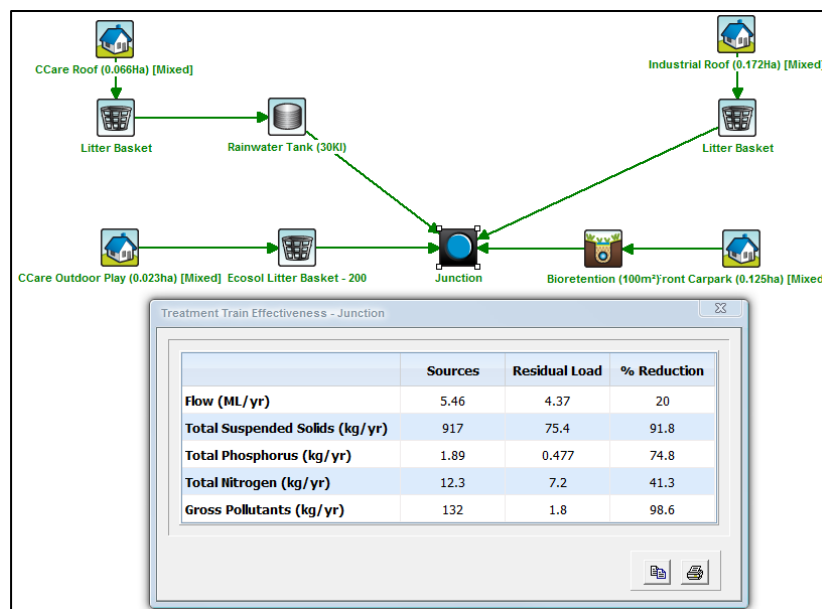 CCare Roof (0.066Ha) [Mixed]
Industrial Roof (0.172Ha) [Mixed]
Litter Basket
Rainwater Tank (30Kl)
Litter Basket
CCare Outdoor Play (0.023ha) [Mixed]
Ecosol Litter Basket - 200
Junction
Bioretention (100m²)
Front Carpark (0.125ha) [Mixed
Treatment Train Effectiveness - Junction
Sources Residual Load % Reduction
Flow (ML/yr) 5.46 4.37 20
Total Suspended Solids (kg/yr) 917 75.4 91.8
Total Phosphorus (kg/yr) 1.89 0.477 74.8
Total Nitrogen (kg/yr) 12.3 7.2 41.3
Gross Pollutants (kg/yr) 132 1.8 98.6